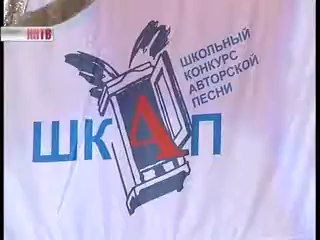 ННТВ
ШКОЛЬНЫЙ
КОНКУРС
АВТОРСКОЙ
ПЕСНИ
ШКАП